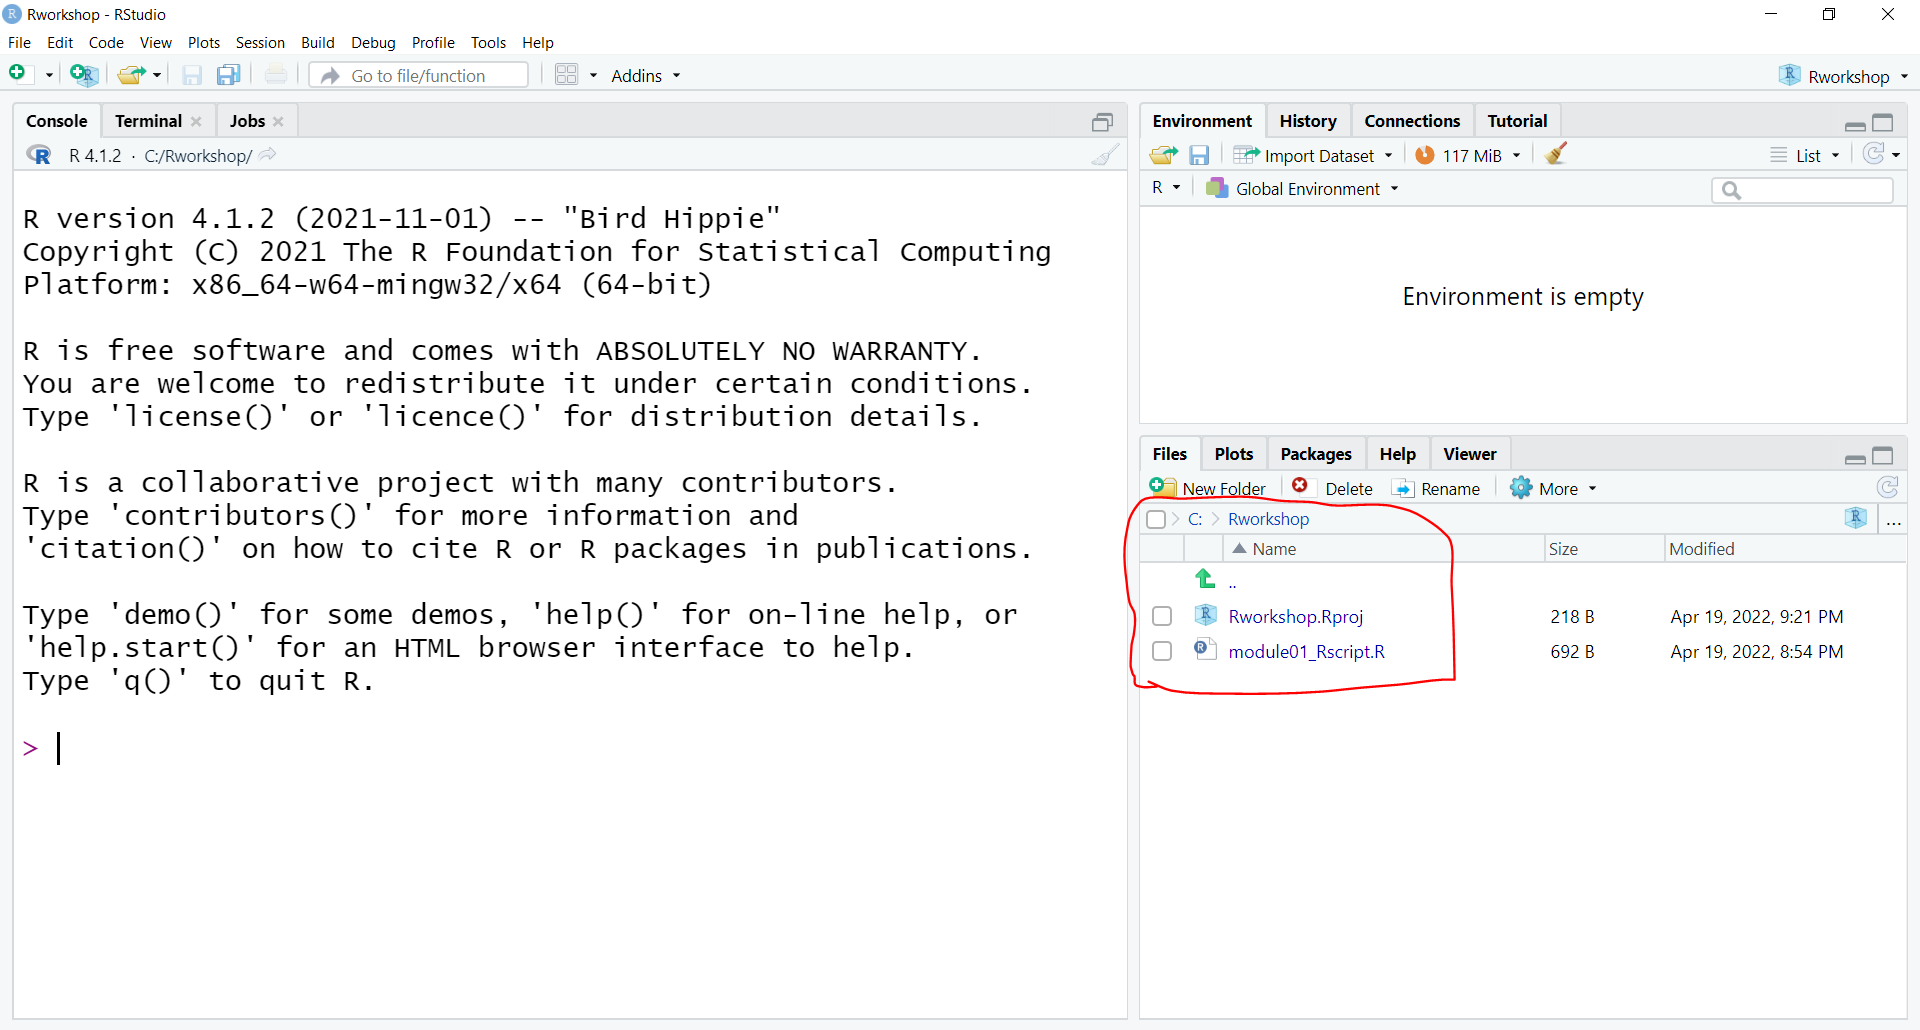 Rworkshop - RStudio
File Edit Code View Plots Session Build Debug Profile Tools Help
Go to file/function Addins Rworkshop
Console Terminal Jobs
R 4.1.2 · C:/Rworkshop/
R version 4.1.2 (2021-11-01) -- "Bird Hippie"
Copyright (C) 2021 The R Foundation for Statistical Computing
Platform: x86_64-w64-mingw32/x64 (64-bit)
R is free software and comes with ABSOLUTELY NO WARRANTY.
You are welcome to redistribute it under certain conditions.
Type 'license()' or 'licence()' for distribution details.
R is a collaborative project with many contributors.
Type 'contributors()' for more information and
'citation()' on how to cite R or R packages in publications.
Type 'demo()' for some demos, 'help()' for on-line help, or
'help.start()' for an HTML browser interface to help.
Type 'q()' to quit R.
>
Environment History Connections Tutorial
Import Dataset 117 MiB List
R Global Environment
Environment is empty
Files Plots Packages Help Viewer
New Folder Delete Rename More
C: Rworkshop ...
Name Size Modified
..
Rworkshop.Rproj 218 B Apr 19, 2022, 9:21 PM
module01_Rscript.R 692 B Apr 19, 2022, 8:54 PM